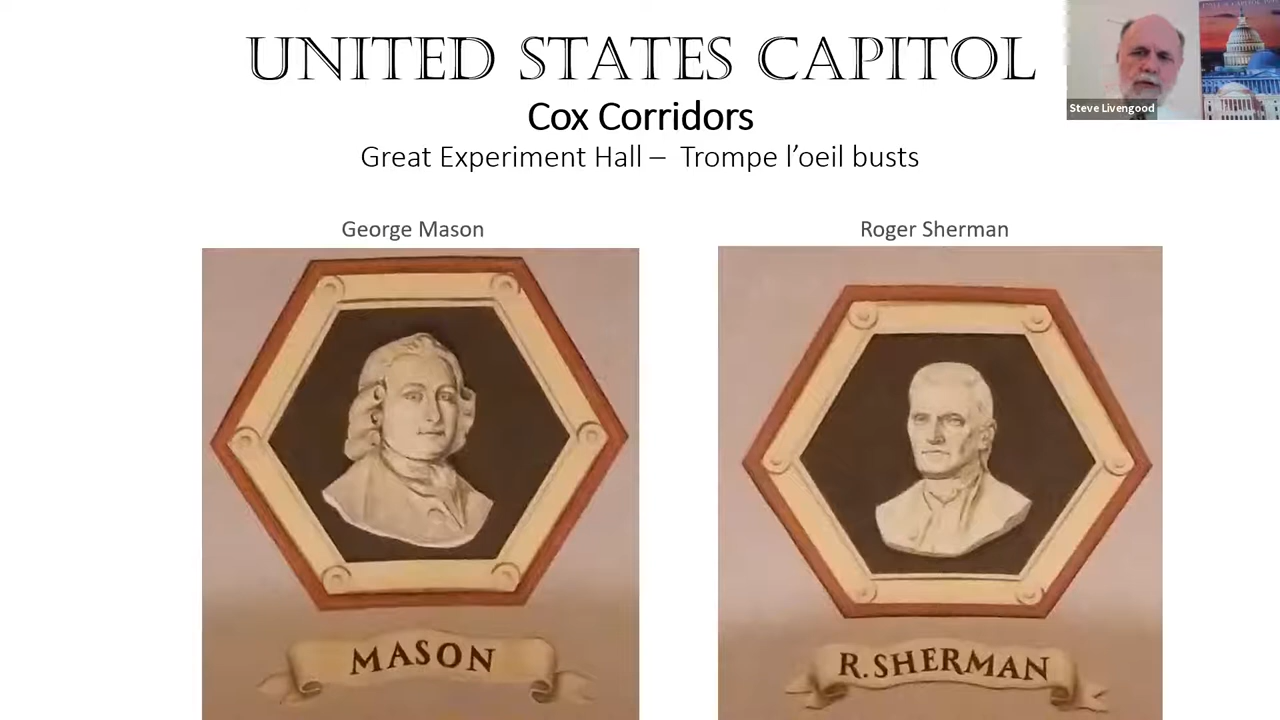 UNITED STATES CAPITOL
Cox Corridors
Great Experiment Hall – Trompe l’oeil busts
Steve Livengood
George Mason
Roger Sherman
MASON
R. SHERMAN